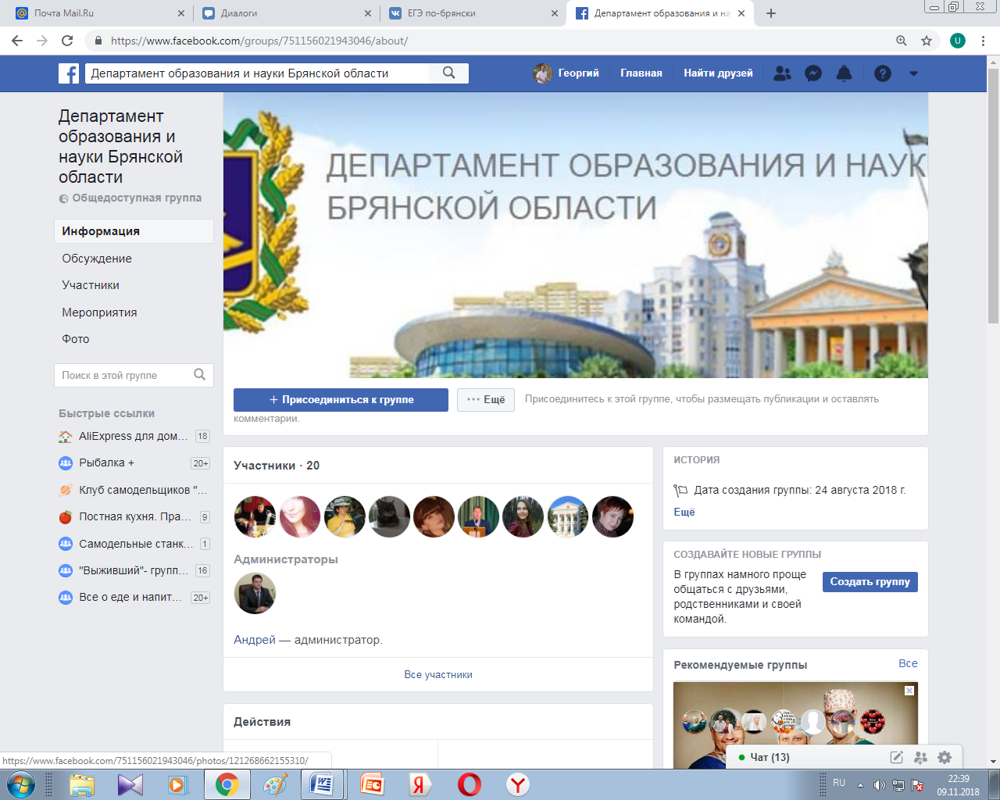 Почта Mail.Ru
Диалоги
ЕГЭ по-брянски
Департамент образования и на
https://www.facebook.com/groups/751156021943046/about/
U
Департамент образования и науки Брянской области
Георгий
Главная
Найти друзей
Департамент
образования и
науки Брянской
области
Общедоступная группа
Информация
Обсуждение
Участники
Мероприятия
Фото
Поиск в этой группе
Быстрые ссылки
AliExpress для дом... 18
Рыбалка + 20+
Клуб самодельщиков "...
Постная кухня. Пра... 9
Самодельные станк... 1
"Выживший"- групп... 16
Все о еде и напит... 20+
ДЕПАРТАМЕНТ ОБРАЗОВАНИЯ И НАУК
БРЯНСКОЙ ОБЛАСТИ
+ Присоединиться к группе
··· Ещё
Присоединитесь к этой группе, чтобы размещать публикации и оставлять
комментарии.
Участники · 20
Администраторы
Андрей — администратор.
Все участники
Действия
ИСТОРИЯ
Дата создания группы: 24 августа 2018 г.
Ещё
СОЗДАВАЙТЕ НОВЫЕ ГРУППЫ
В группах намного проще
общаться с друзьями,
родственниками и своей
командой.
Создать группу
Рекомендуемые группы
Все
Чат (13)
https://www.facebook.com/751156021943046/photos/121268662155310/
RU
22:39
09.11.2018